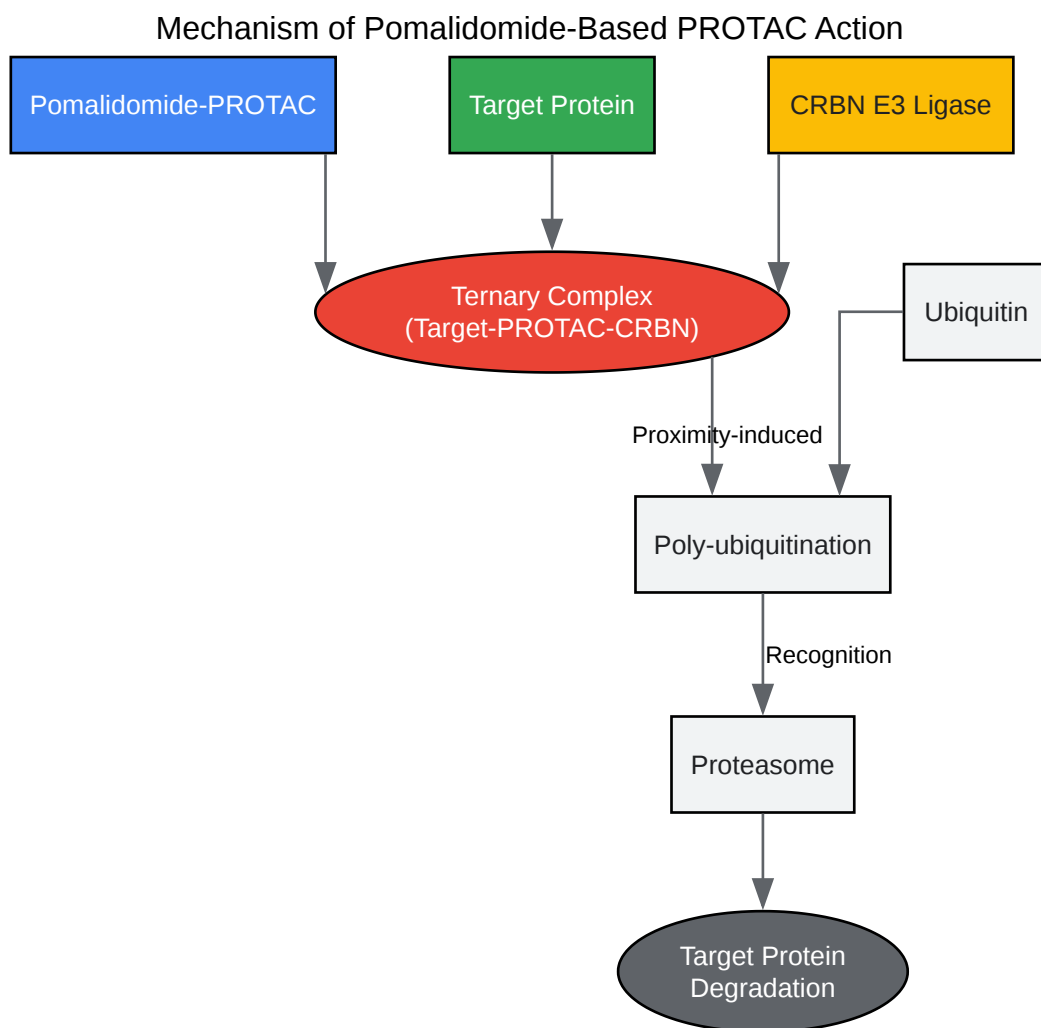 Mechanism of Pomalidomide-Based PROTAC Action
Pomalidomide-PROTAC
Target Protein
CRBN E3 Ligase
Ternary Complex
(Target-PROTAC-CRBN)
Ubiquitin
Proximity-induced
Poly-ubiquitination
Recognition
Proteasome
Target Protein
Degradation